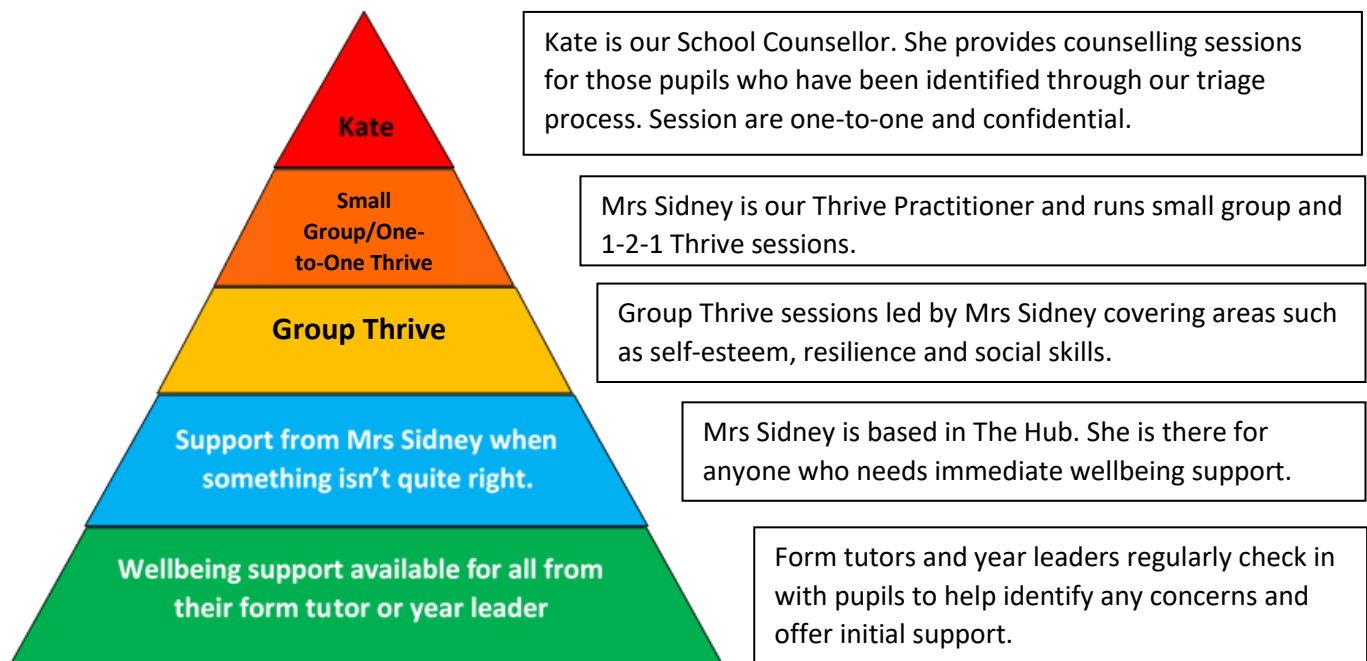 Kate
Kate is our School Counsellor. She provides counselling sessions
for those pupils who have been identified through our triage
process. Session are one-to-one and confidential.
Small
Group/One-
to-One Thrive
Mrs Sidney is our Thrive Practitioner and runs small group and
1-2-1 Thrive sessions.
Group Thrive
Group Thrive sessions led by Mrs Sidney covering areas such
as self-esteem, resilience and social skills.
Support from Mrs Sidney when
something isn’t quite right.
Mrs Sidney is based in The Hub. She is there for
anyone who needs immediate wellbeing support.
Wellbeing support available for all from
their form tutor or year leader
Form tutors and year leaders regularly check in
with pupils to help identify any concerns and
offer initial support.